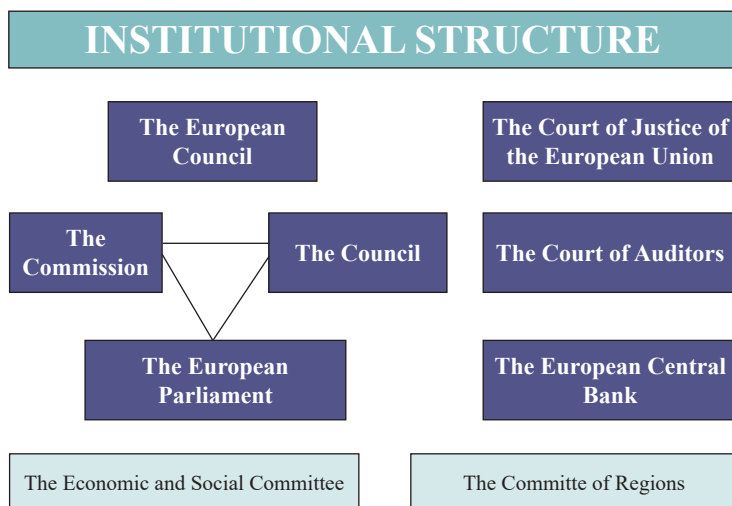 INSTITUTIONAL STRUCTURE
The European
Council
The Court of Justice of
the European Union
The
Commission
The Council
The Court of Auditors
The European
Parliament
The European Central
Bank
The Economic and Social Committee
The Committe of Regions